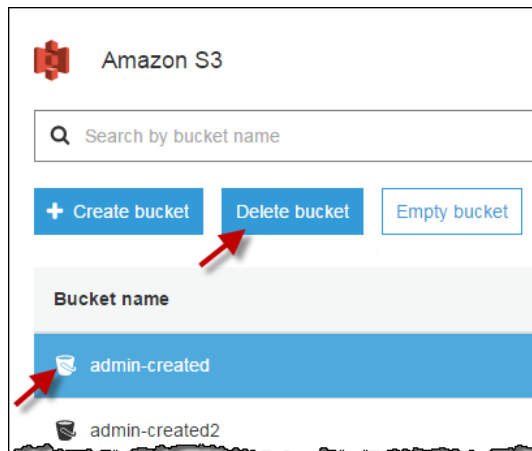 Amazon S3
Search by bucket name
+ Create bucket Delete bucket Empty bucket
Bucket name
admin-created
admin-created2